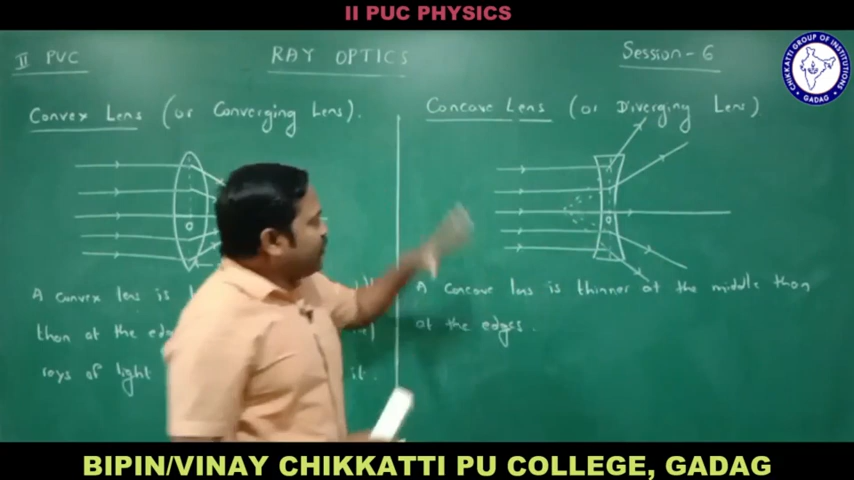 II PUC PHYSICS
II PUC
RAY OPTICS
Session-6
CHIKKATTI GROUP OF INSTITUTIONS
GADAG
Convex Lens (or Converging Lens).
Concave Lens (or Diverging Lens).
A convex lens is
than at the
rays of light it.
A concave lens is thinner at the middle than
at the edges.
BIPIN/VINAY CHIKKATTI PU COLLEGE, GADAG